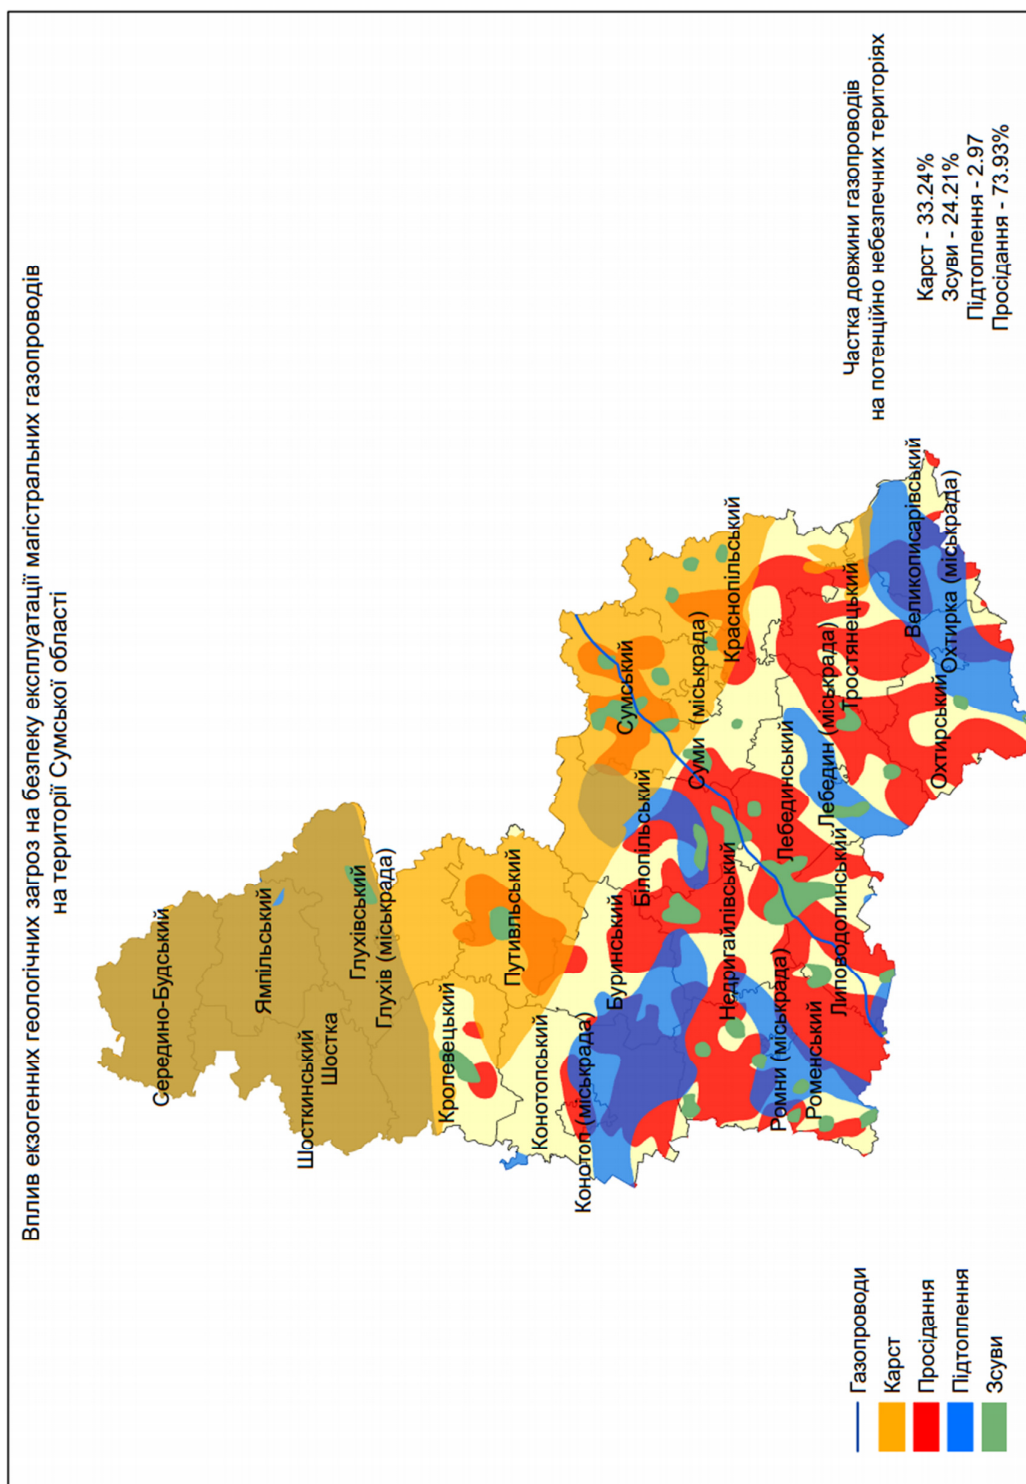 Вплив екзогенних геологічних загроз на безпеку експлуатації магістральних газопроводів
на території Сумської області
Середино-Будський
Ямпільський
Шосткинський
Шостка
Глухівський
Глухів (міськрада)
Кролевецький
Путивльський
Конотопський
Конотоп (міськрада)
Буринський
Білопільський
Сумський
Суми (міськрада)
Краснопільський
Недригайлівський
Лебединський
Лебедин (міськрада)
Тростянецький
Ромни (міськрада)
Роменський
Липоводолинський
Великописарівський
Охтирський
Охтирка (міськрада)
Частка довжини газопроводів
на потенційно небезпечних територіях
Карст - 33.24%
Зсуви - 24.21%
Підтоплення - 2.97
Просідання - 73.93%
Газопроводи
Карст
Просідання
Підтоплення
Зсуви